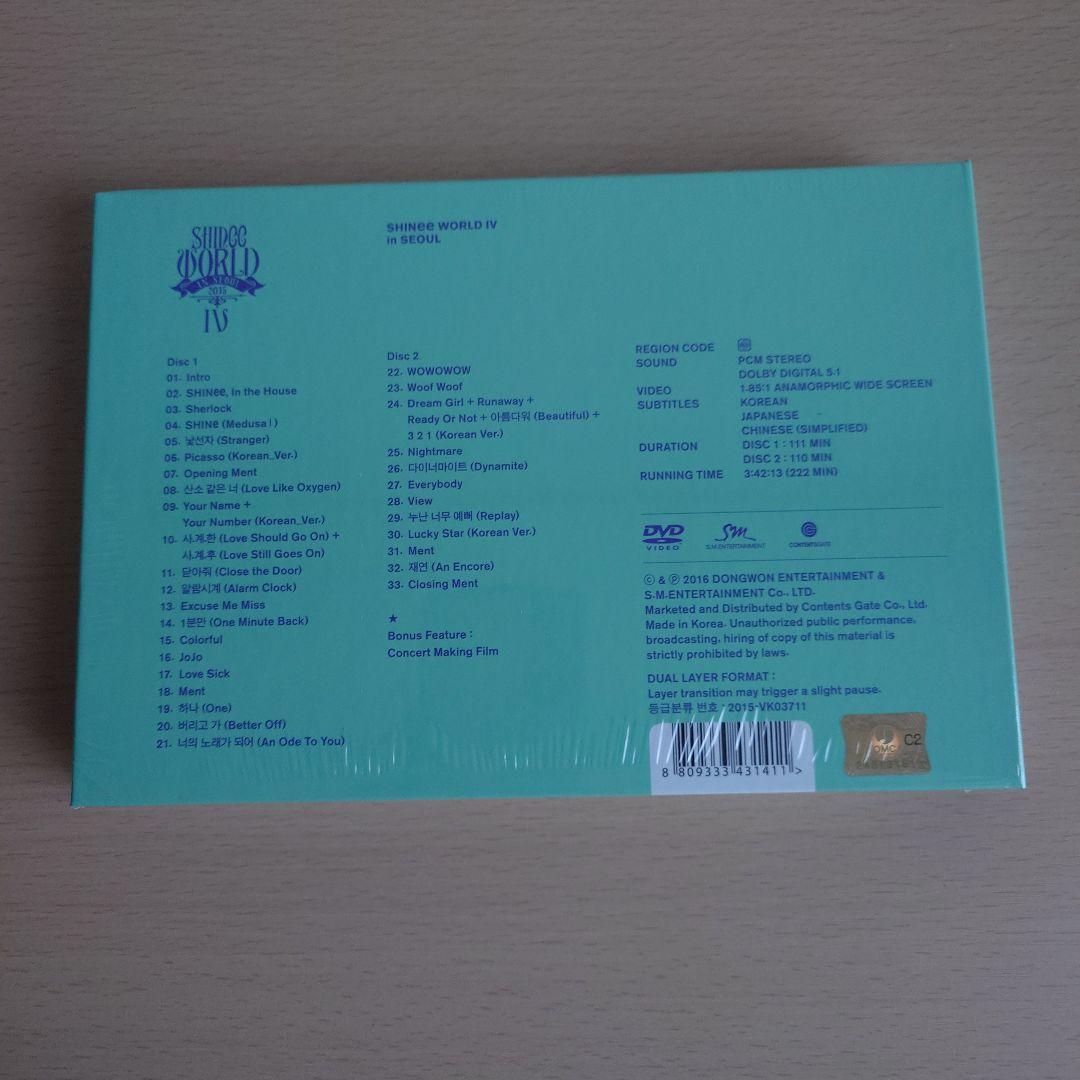 SHINee
WORLD
IN SEOUL
2015
IV
SHINee WORLD IV
in SEOUL
Disc 1
01. Intro
02. SHINee, in the House
03. Sherlock
04. SHINe (Medusa I)
05. 낯선자 (Stranger)
06. Picasso (Korean_Ver.)
07. Opening Ment
08. 산소 같은 너 (Love Like Oxygen)
09. Your Name +
Your Number (Korean_Ver.)
10. 사.계.한 (Love Should Go On) +
사.계.후 (Love Still Goes On)
11. 닫아줘 (Close the Door)
12. 알람시계 (Alarm Clock)
13. Excuse Me Miss
14. 1분만 (One Minute Back)
15. Colorful
16. JoJo
17. Love Sick
18. Ment
19. 하나 (One)
20. 버리고 가 (Better Off)
21. 너의 노래가 되어 (An Ode To You)
Disc 2
22. WOWOWOW
23. Woof Woof
24. Dream Girl + Runaway +
Ready Or Not + 아름다워 (Beautiful) +
3 2 1 (Korean Ver.)
25. Nightmare
26. 다이너마이트 (Dynamite)
27. Everybody
28. View
29. 누난 너무 예뻐 (Replay)
30. Lucky Star (Korean Ver.)
31. Ment
32. 재연 (An Encore)
33. Closing Ment
★
Bonus Feature :
Concert Making Film
REGION CODE
SOUND PCM STEREO
DOLBY DIGITAL 5.1
VIDEO 1.85:1 ANAMORPHIC WIDE SCREEN
SUBTITLES KOREAN
JAPANESE
CHINESE (SIMPLIFIED)
DURATION DISC 1 : 111 MIN
DISC 2 : 110 MIN
RUNNING TIME 3:42:13 (222 MIN)
DVD
VIDEO
SM
S.M.ENTERTAINMENT
CONTENTSGATE
© & ℗ 2016 DONGWON ENTERTAINMENT &
S.M.ENTERTAINMENT Co., LTD.
Marketed and Distributed by Contents Gate Co., Ltd.
Made in Korea. Unauthorized public performance,
broadcasting, hiring of copy of this material is
strictly prohibited by laws.
DUAL LAYER FORMAT :
Layer transition may trigger a slight pause.
등급분류 번호 : 2015-VK03711
8 809333 431411 >
C2